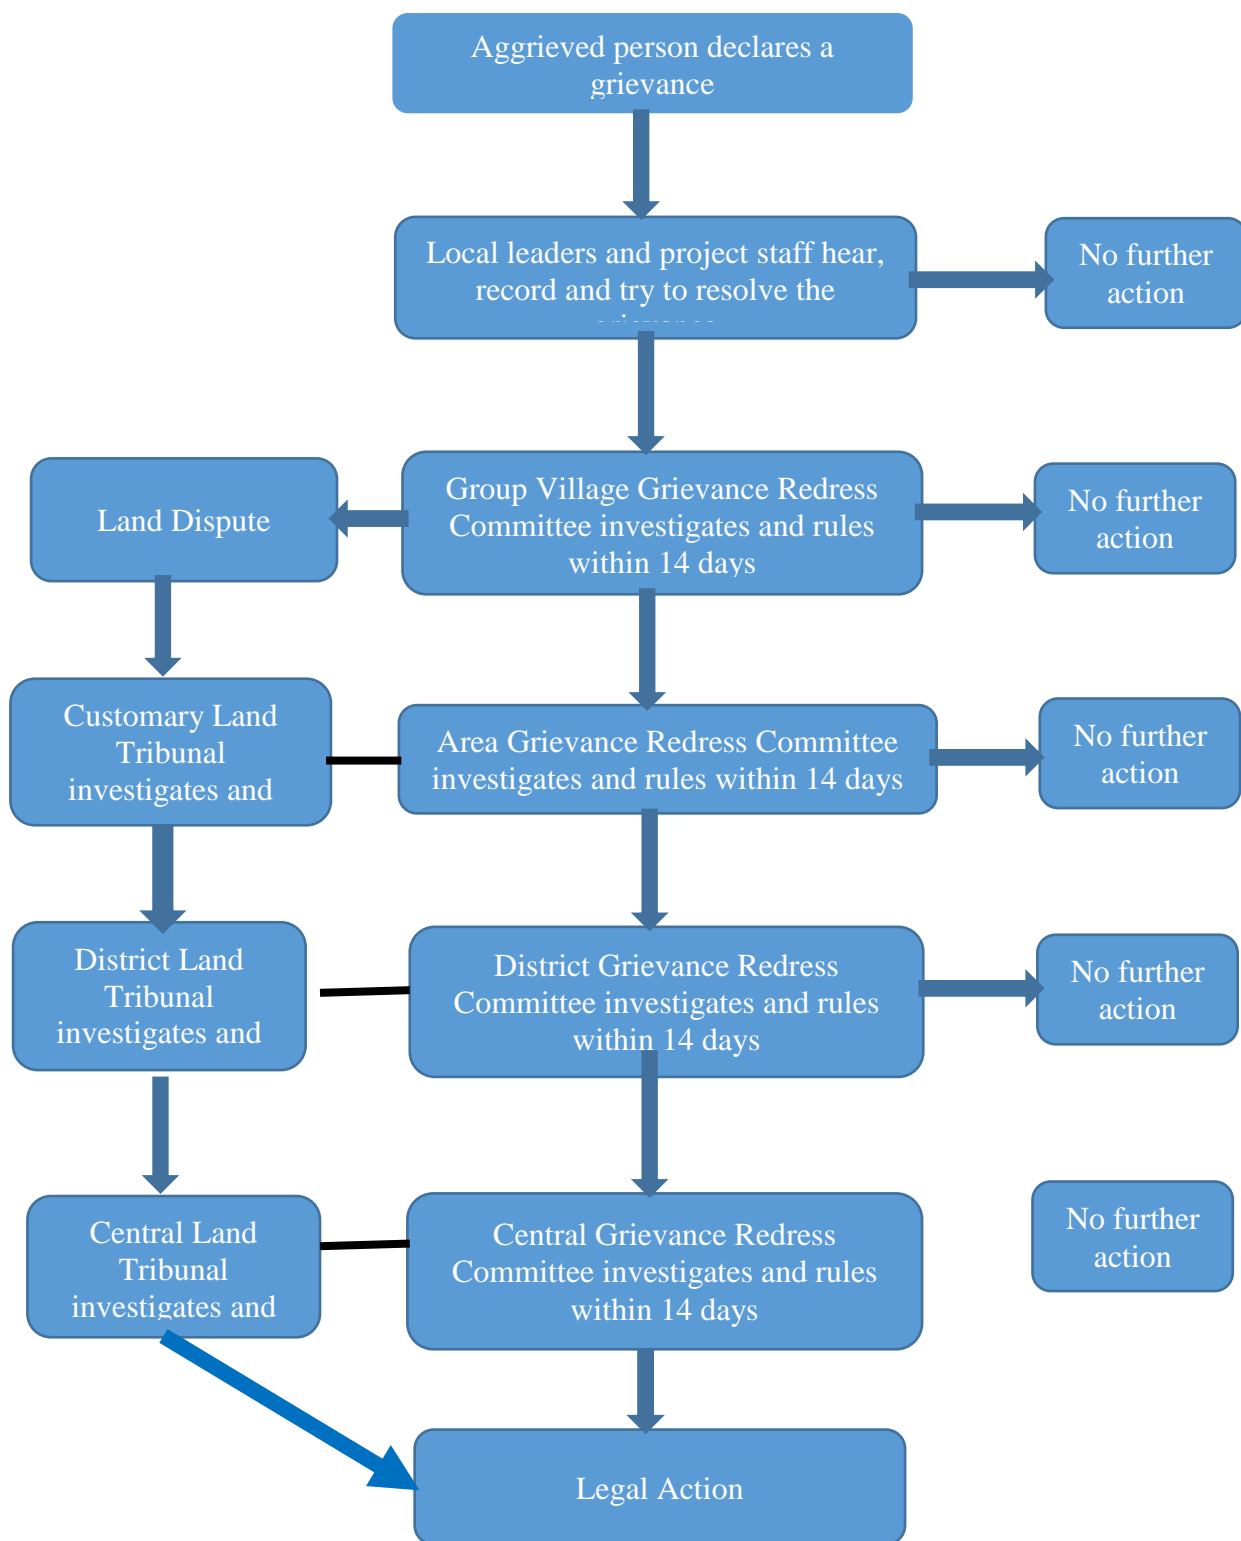 Aggrieved person declares a
grievance
Local leaders and project staff hear,
record and try to resolve the
No further
action
Land Dispute
Group Village Grievance Redress
Committee investigates and rules
within 14 days
No further
action
Customary Land
Tribunal
investigates and
Area Grievance Redress Committee
investigates and rules within 14 days
No further
action
District Land
Tribunal
investigates and
District Grievance Redress
Committee investigates and rules
within 14 days
No further
action
Central Land
Tribunal
investigates and
Central Grievance Redress
Committee investigates and rules
within 14 days
No further
action
Legal Action